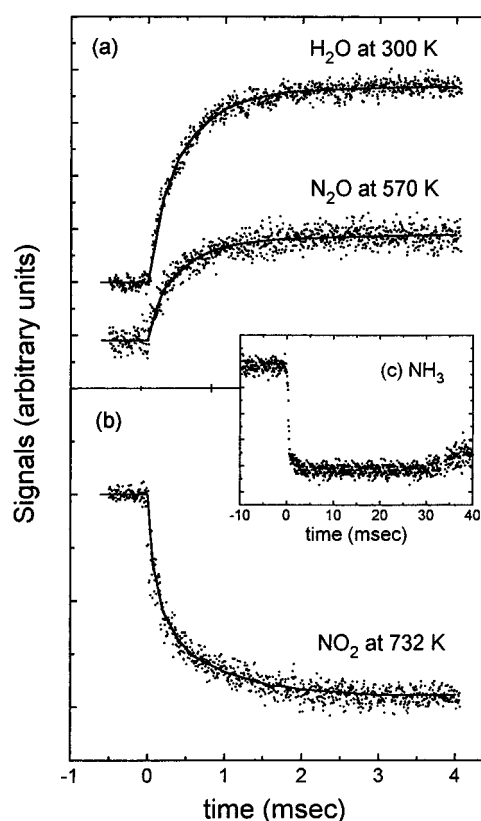 (a)
H₂O at 300 K
N₂O at 570 K
Signals (arbitrary units)
(c) NH₃
-10 0 10 20 30 40
time (msec)
(b)
NO₂ at 732 K
-1 0 1 2 3 4
time (msec)